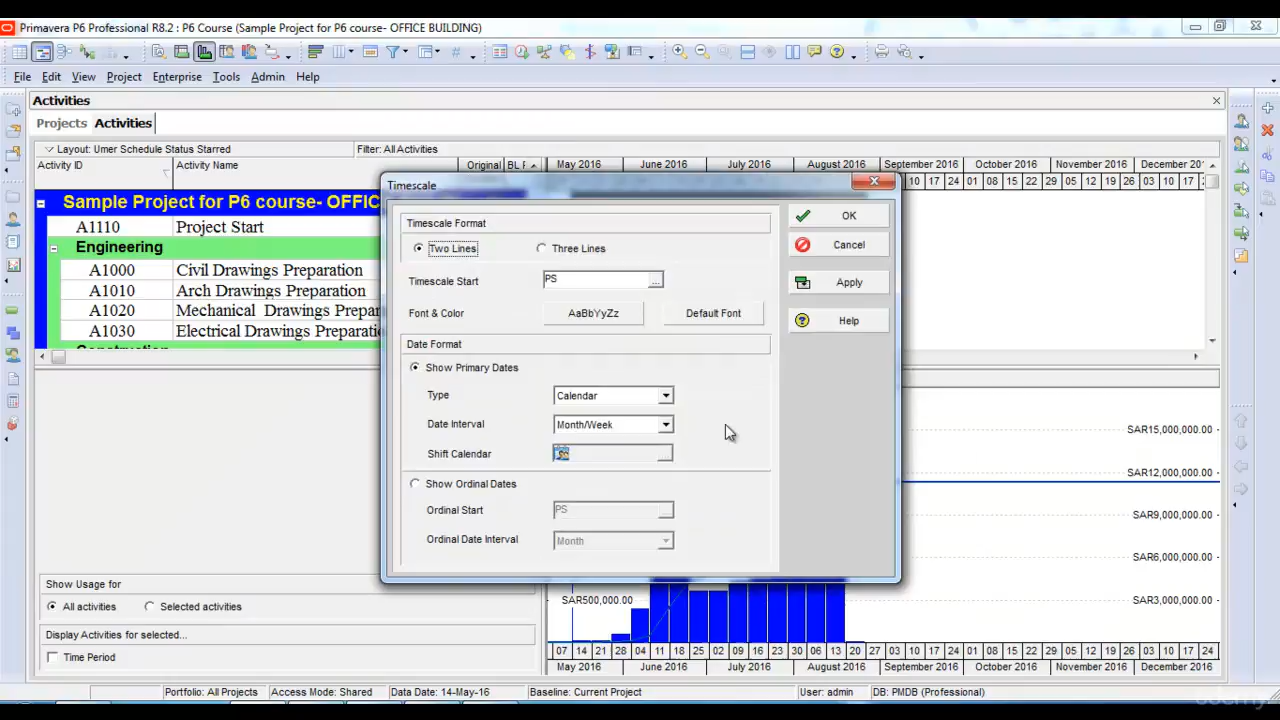 Primavera P6 Professional R8.2 : P6 Course (Sample Project for P6 course- OFFICE BUILDING)
File Edit View Project Enterprise Tools Admin Help
Activities
Projects Activities
Layout: Umer Schedule Status Starred Filter: All Activities
Activity ID Activity Name Original BL F May 2016 June 2016 July 2016 August 2016 September 2016 October 2016 November 2016 December 20
10 17 24 01 08 15 22 29 05 12 19 26 03 10 17
Sample Project for P6 course- OFFIC
A1110 Project Start
Engineering
A1000 Civil Drawings Preparation
A1010 Arch Drawings Preparation
A1020 Mechanical Drawings Prepar
A1030 Electrical Drawings Preparatio
Timescale
Timescale Format
Two Lines Three Lines
Timescale Start PS ...
Font & Color AaBbYyZz Default Font
Date Format
Show Primary Dates
Type Calendar
Date Interval Month/Week
Shift Calendar
Show Ordinal Dates
Ordinal Start PS
Ordinal Date Interval Month
OK
Cancel
Apply
Help
SAR15,000,000.00
SAR12,000,000.00
SAR9,000,000.00
SAR6,000,000.00
SAR500,000.00 SAR3,000,000.00
Show Usage for
All activities Selected activities
Display Activities for selected...
Time Period
07 14 21 28 04 11 18 25 02 09 16 23 30 06 13 20 27 03 10 17 24 01 08 15 22 29 05 12 19 26 03 10 17 24
May 2016 June 2016 July 2016 August 2016 September 2016 October 2016 November 2016 December 2016
Portfolio: All Projects Access Mode: Shared Data Date: 14-May-16 Baseline: Current Project User: admin DB: PMDB (Professional)